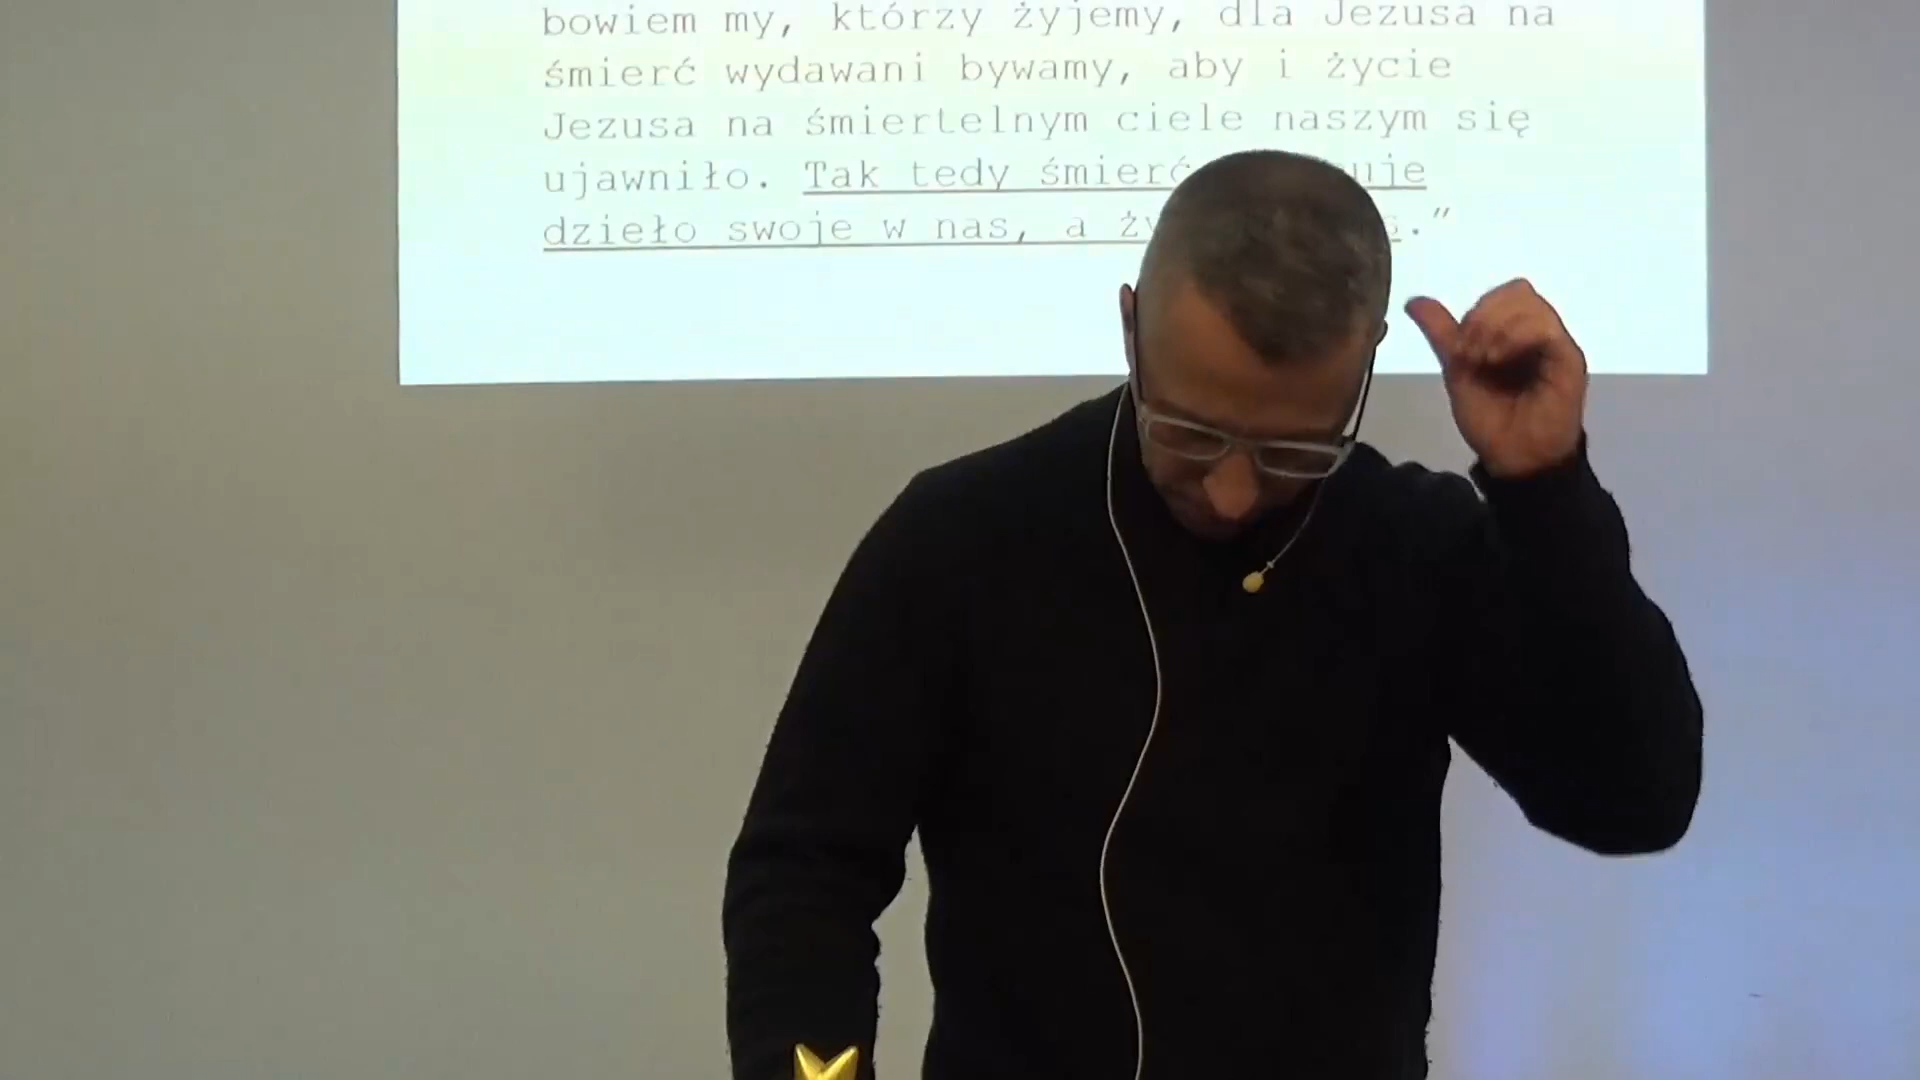 bowiem my, którzy żyjemy, dla Jezusa na
śmierć wydawani bywamy, aby i życie
Jezusa na śmiertelnym ciele naszym się
ujawniło. Tak tedy śmierć
dzieło swoje w nas, a
."